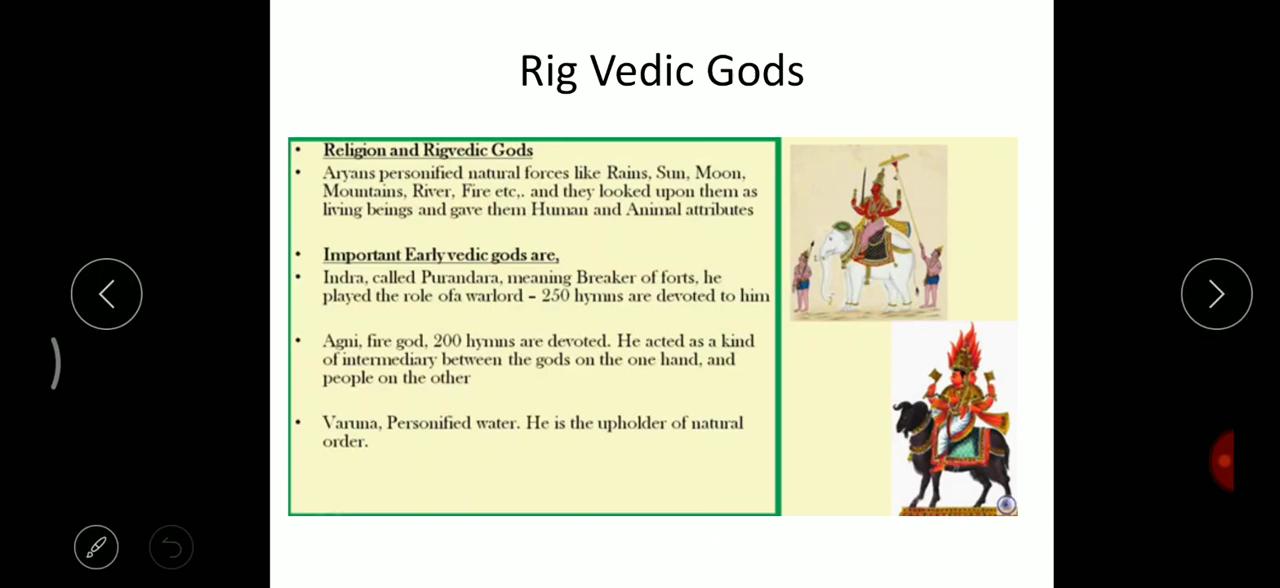 Rig Vedic Gods
• Religion and Rigvedic Gods
• Aryans personified natural forces like Rains, Sun, Moon,
Mountains, River, Fire etc,. and they looked upon them as
living beings and gave them Human and Animal attributes
• Important Early vedic gods are,
• Indra, called Purandara, meaning Breaker of forts, he
played the role ofa warlord – 250 hymns are devoted to him
• Agni, fire god, 200 hymns are devoted. He acted as a kind
of intermediary between the gods on the one hand, and
people on the other
• Varuna, Personified water. He is the upholder of natural
order.